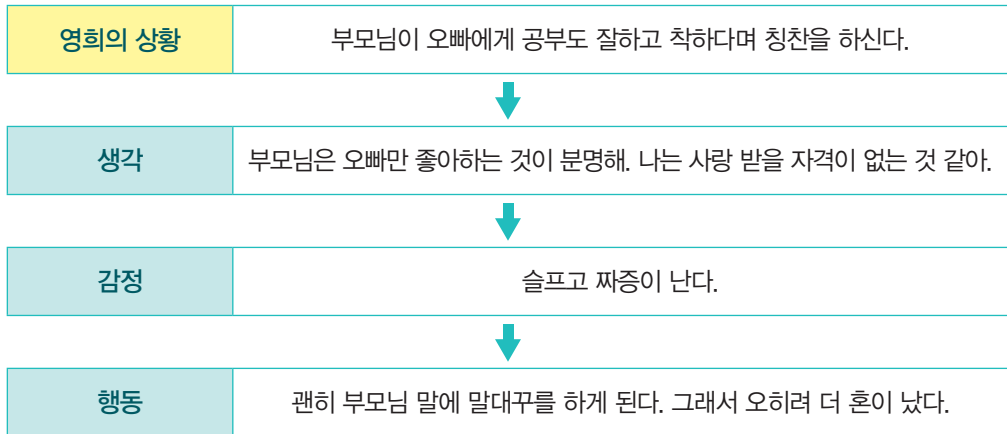 영희의 상황
부모님이 오빠에게 공부도 잘하고 착하다며 칭찬을 하신다.
생각
부모님은 오빠만 좋아하는 것이 분명해. 나는 사랑 받을 자격이 없는 것 같아.
감정
슬프고 짜증이 난다.
행동
괜히 부모님 말에 말대꾸를 하게 된다. 그래서 오히려 더 혼이 났다.